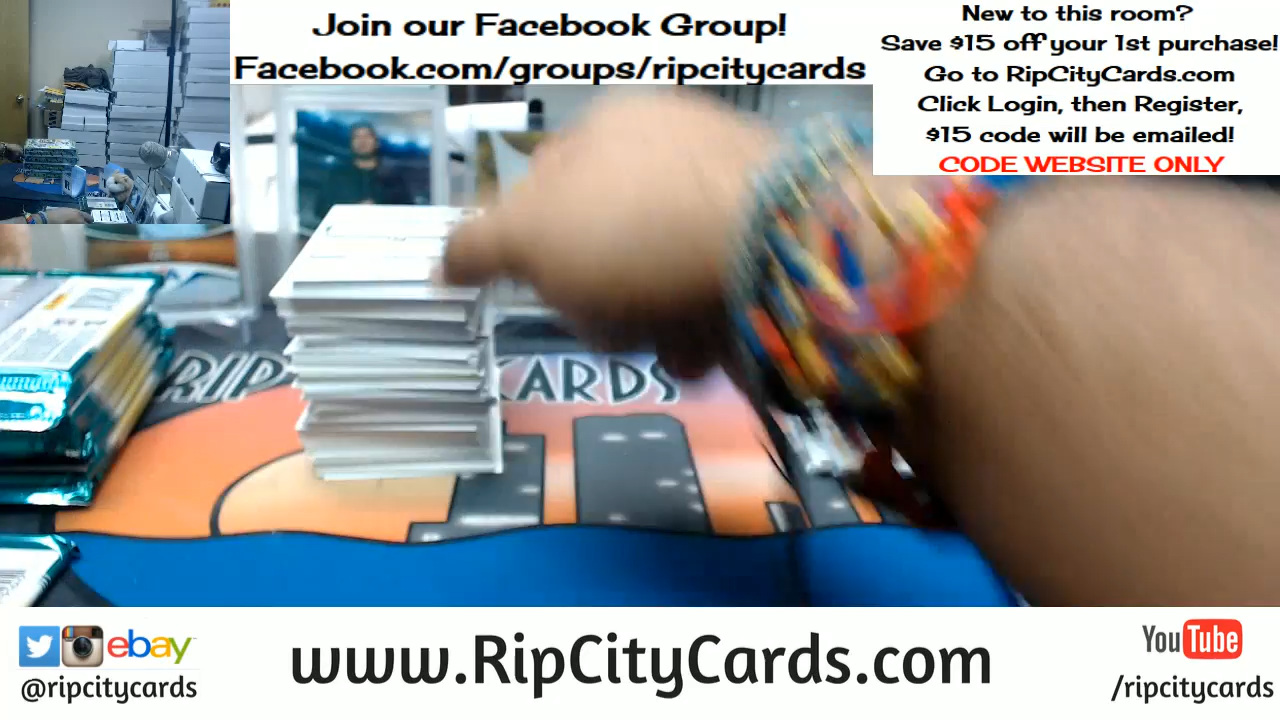 Join our Facebook Group!
Facebook.com/groups/ripcitycards
New to this room?
Save $15 off your 1st purchase!
Go to RipCityCards.com
Click Login, then Register,
$15 code will be emailed!
CODE WEBSITE ONLY
RIP CARDS
ebay
@ripcitycards
www.RipCityCards.com
YouTube
/ripcitycards